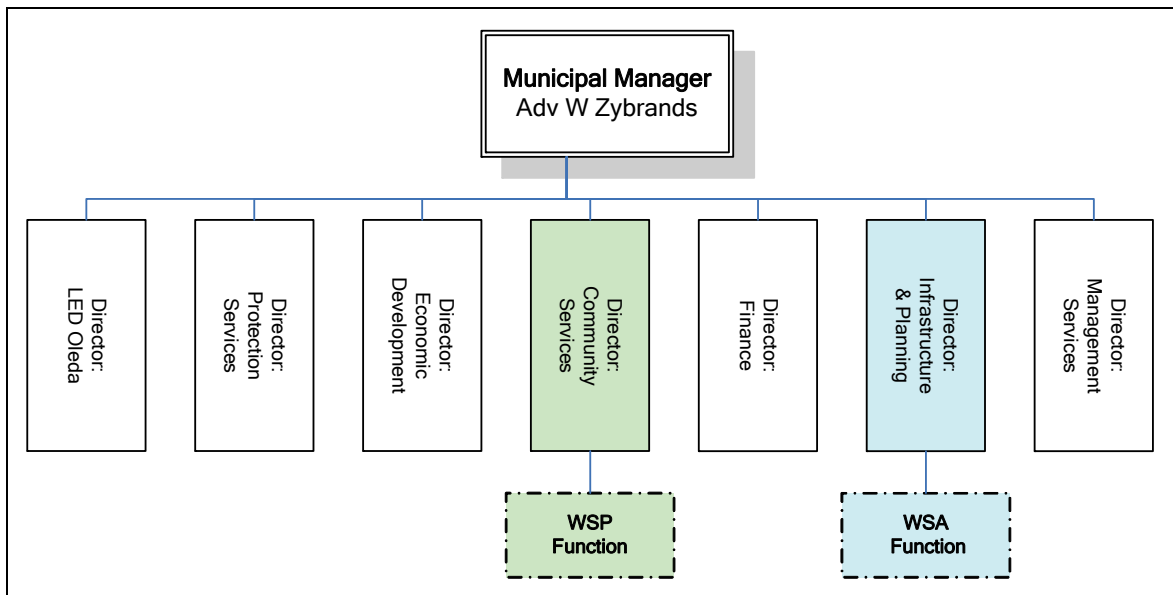 Municipal Manager
Adv W Zybrands
Director:
LED Oleda
Director:
Protection
Services
Director:
Economic
Development
Director:
Community
Services
Director:
Finance
Director:
Infrastructure
& Planning
Director:
Management
Services
WSP
Function
WSA
Function